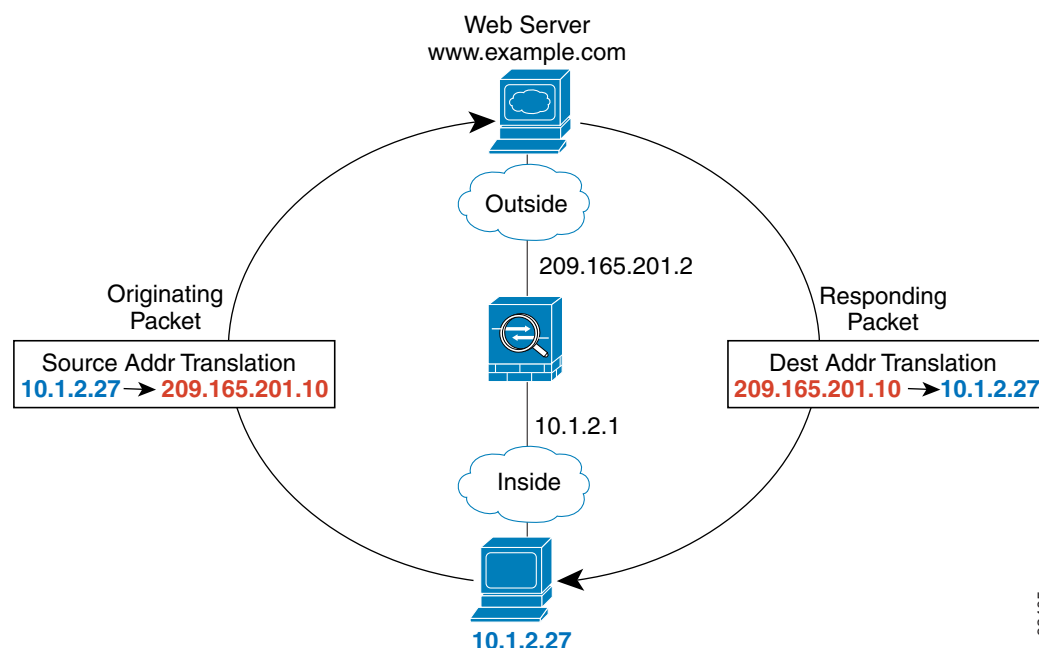 Web Server
www.example.com
Outside
209.165.201.2
Originating
Packet
Source Addr Translation
10.1.2.27 → 209.165.201.10
Responding
Packet
Dest Addr Translation
209.165.201.10 → 10.1.2.27
10.1.2.1
Inside
10.1.2.27